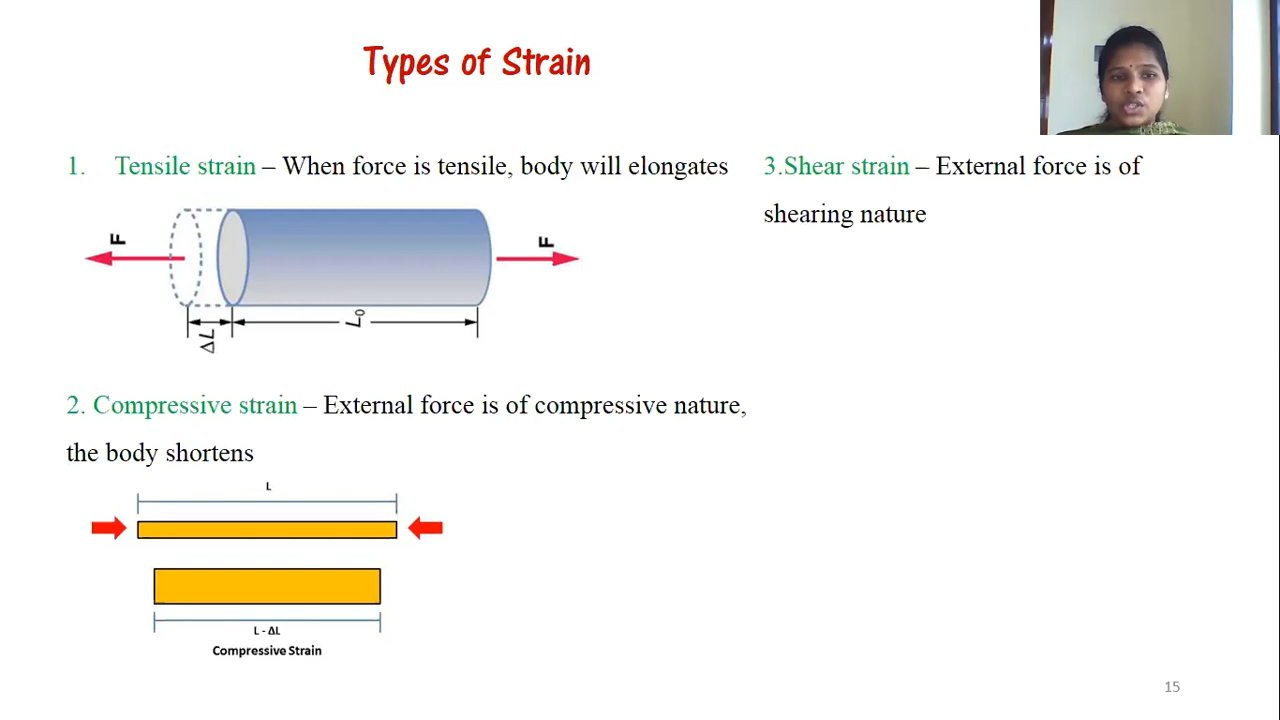 Types of Strain
1. Tensile strain – When force is tensile, body will elongates
F
F
ΔL
L₀
2. Compressive strain – External force is of compressive nature,
the body shortens
L
L - ΔL
Compressive Strain
3.Shear strain – External force is of
shearing nature
15